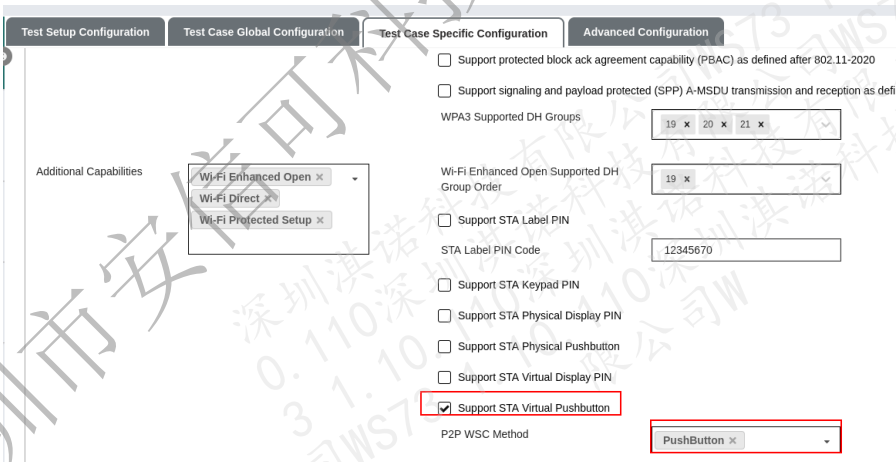 Test Setup Configuration
Test Case Global Configuration
Test Case Specific Configuration
Advanced Configuration
Support protected block ack agreement capability (PBAC) as defined after 802.11-2020
Support signaling and payload protected (SPP) A-MSDU transmission and reception as defi
WPA3 Supported DH Groups
19 × 20 × 21 ×
Additional Capabilities
Wi-Fi Enhanced Open ×
Wi-Fi Direct ×
Wi-Fi Protected Setup ×
Wi-Fi Enhanced Open Supported DH
Group Order
19 ×
Support STA Label PIN
STA Label PIN Code
12345670
Support STA Keypad PIN
Support STA Physical Display PIN
Support STA Physical Pushbutton
Support STA Virtual Display PIN
Support STA Virtual Pushbutton
P2P WSC Method
PushButton ×